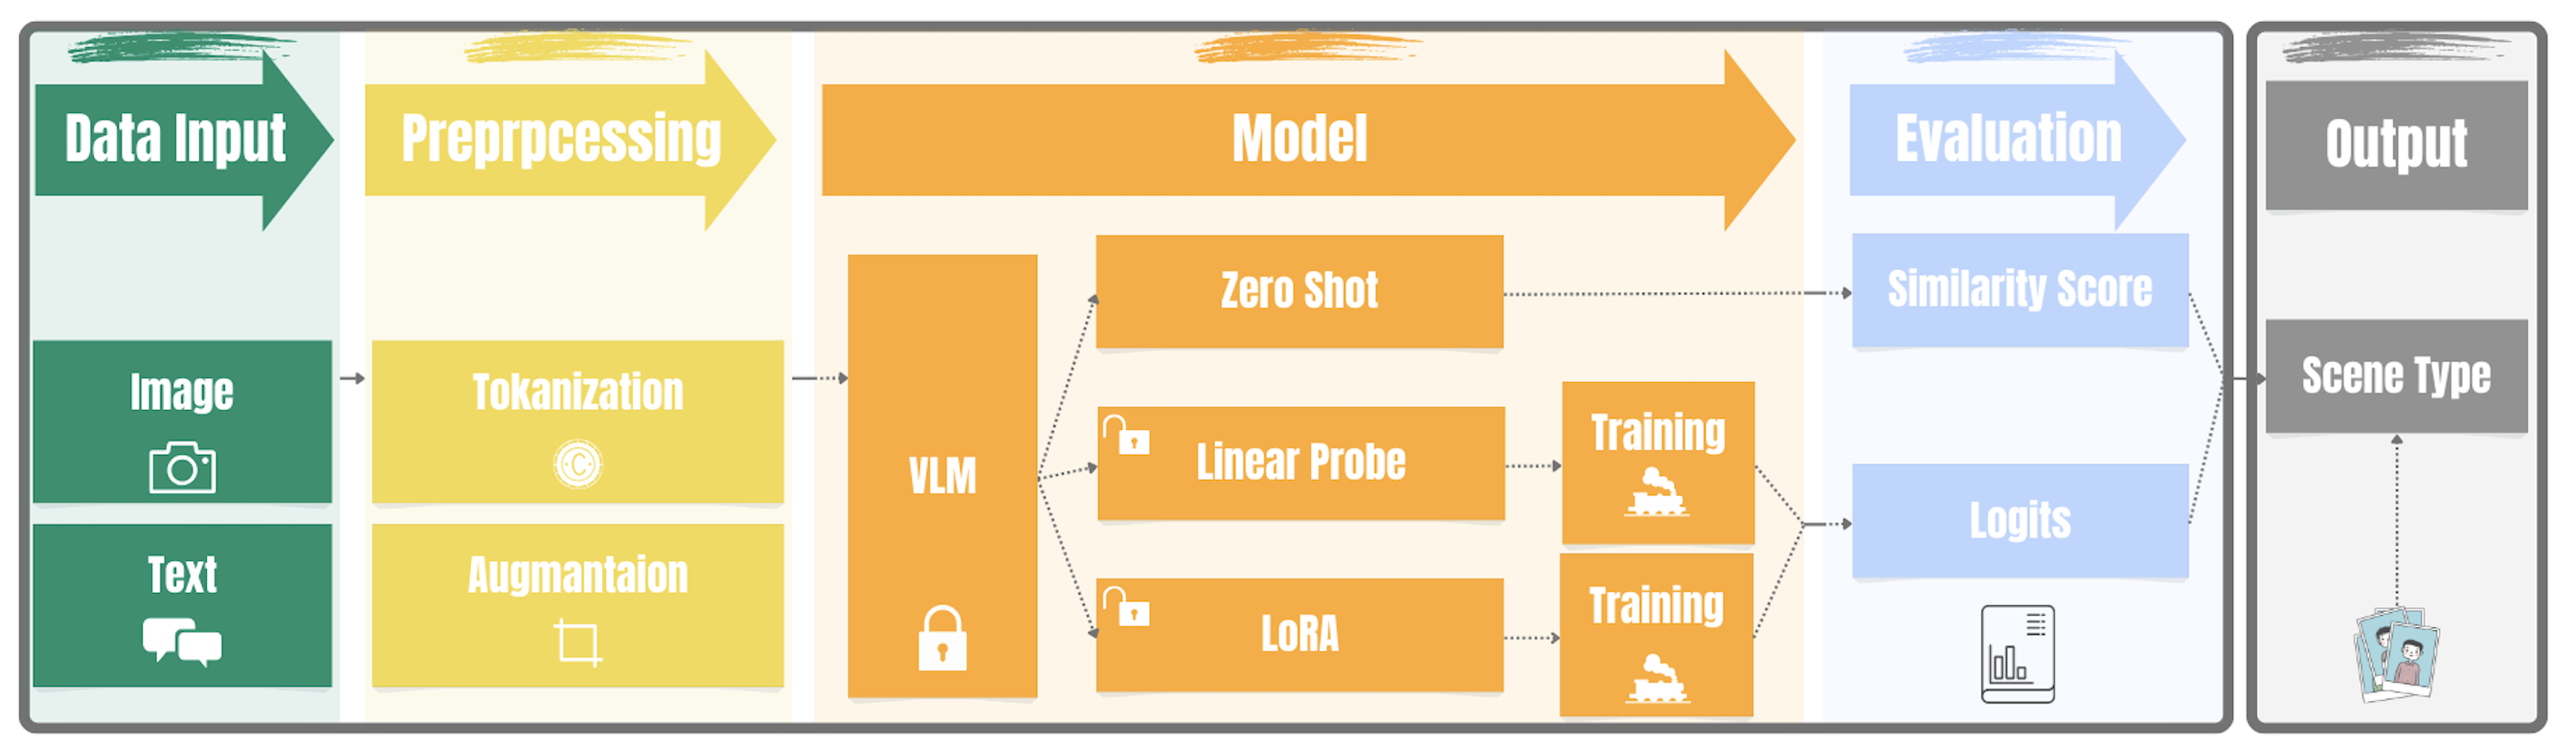 Data Input
Preprpcessing
Model
Evaluation
Output
Image
Text
Tokanization
C
Augmantaion
VLM
Zero Shot
Linear Probe
LoRA
Training
Training
Similarity Score
Logits
Scene Type